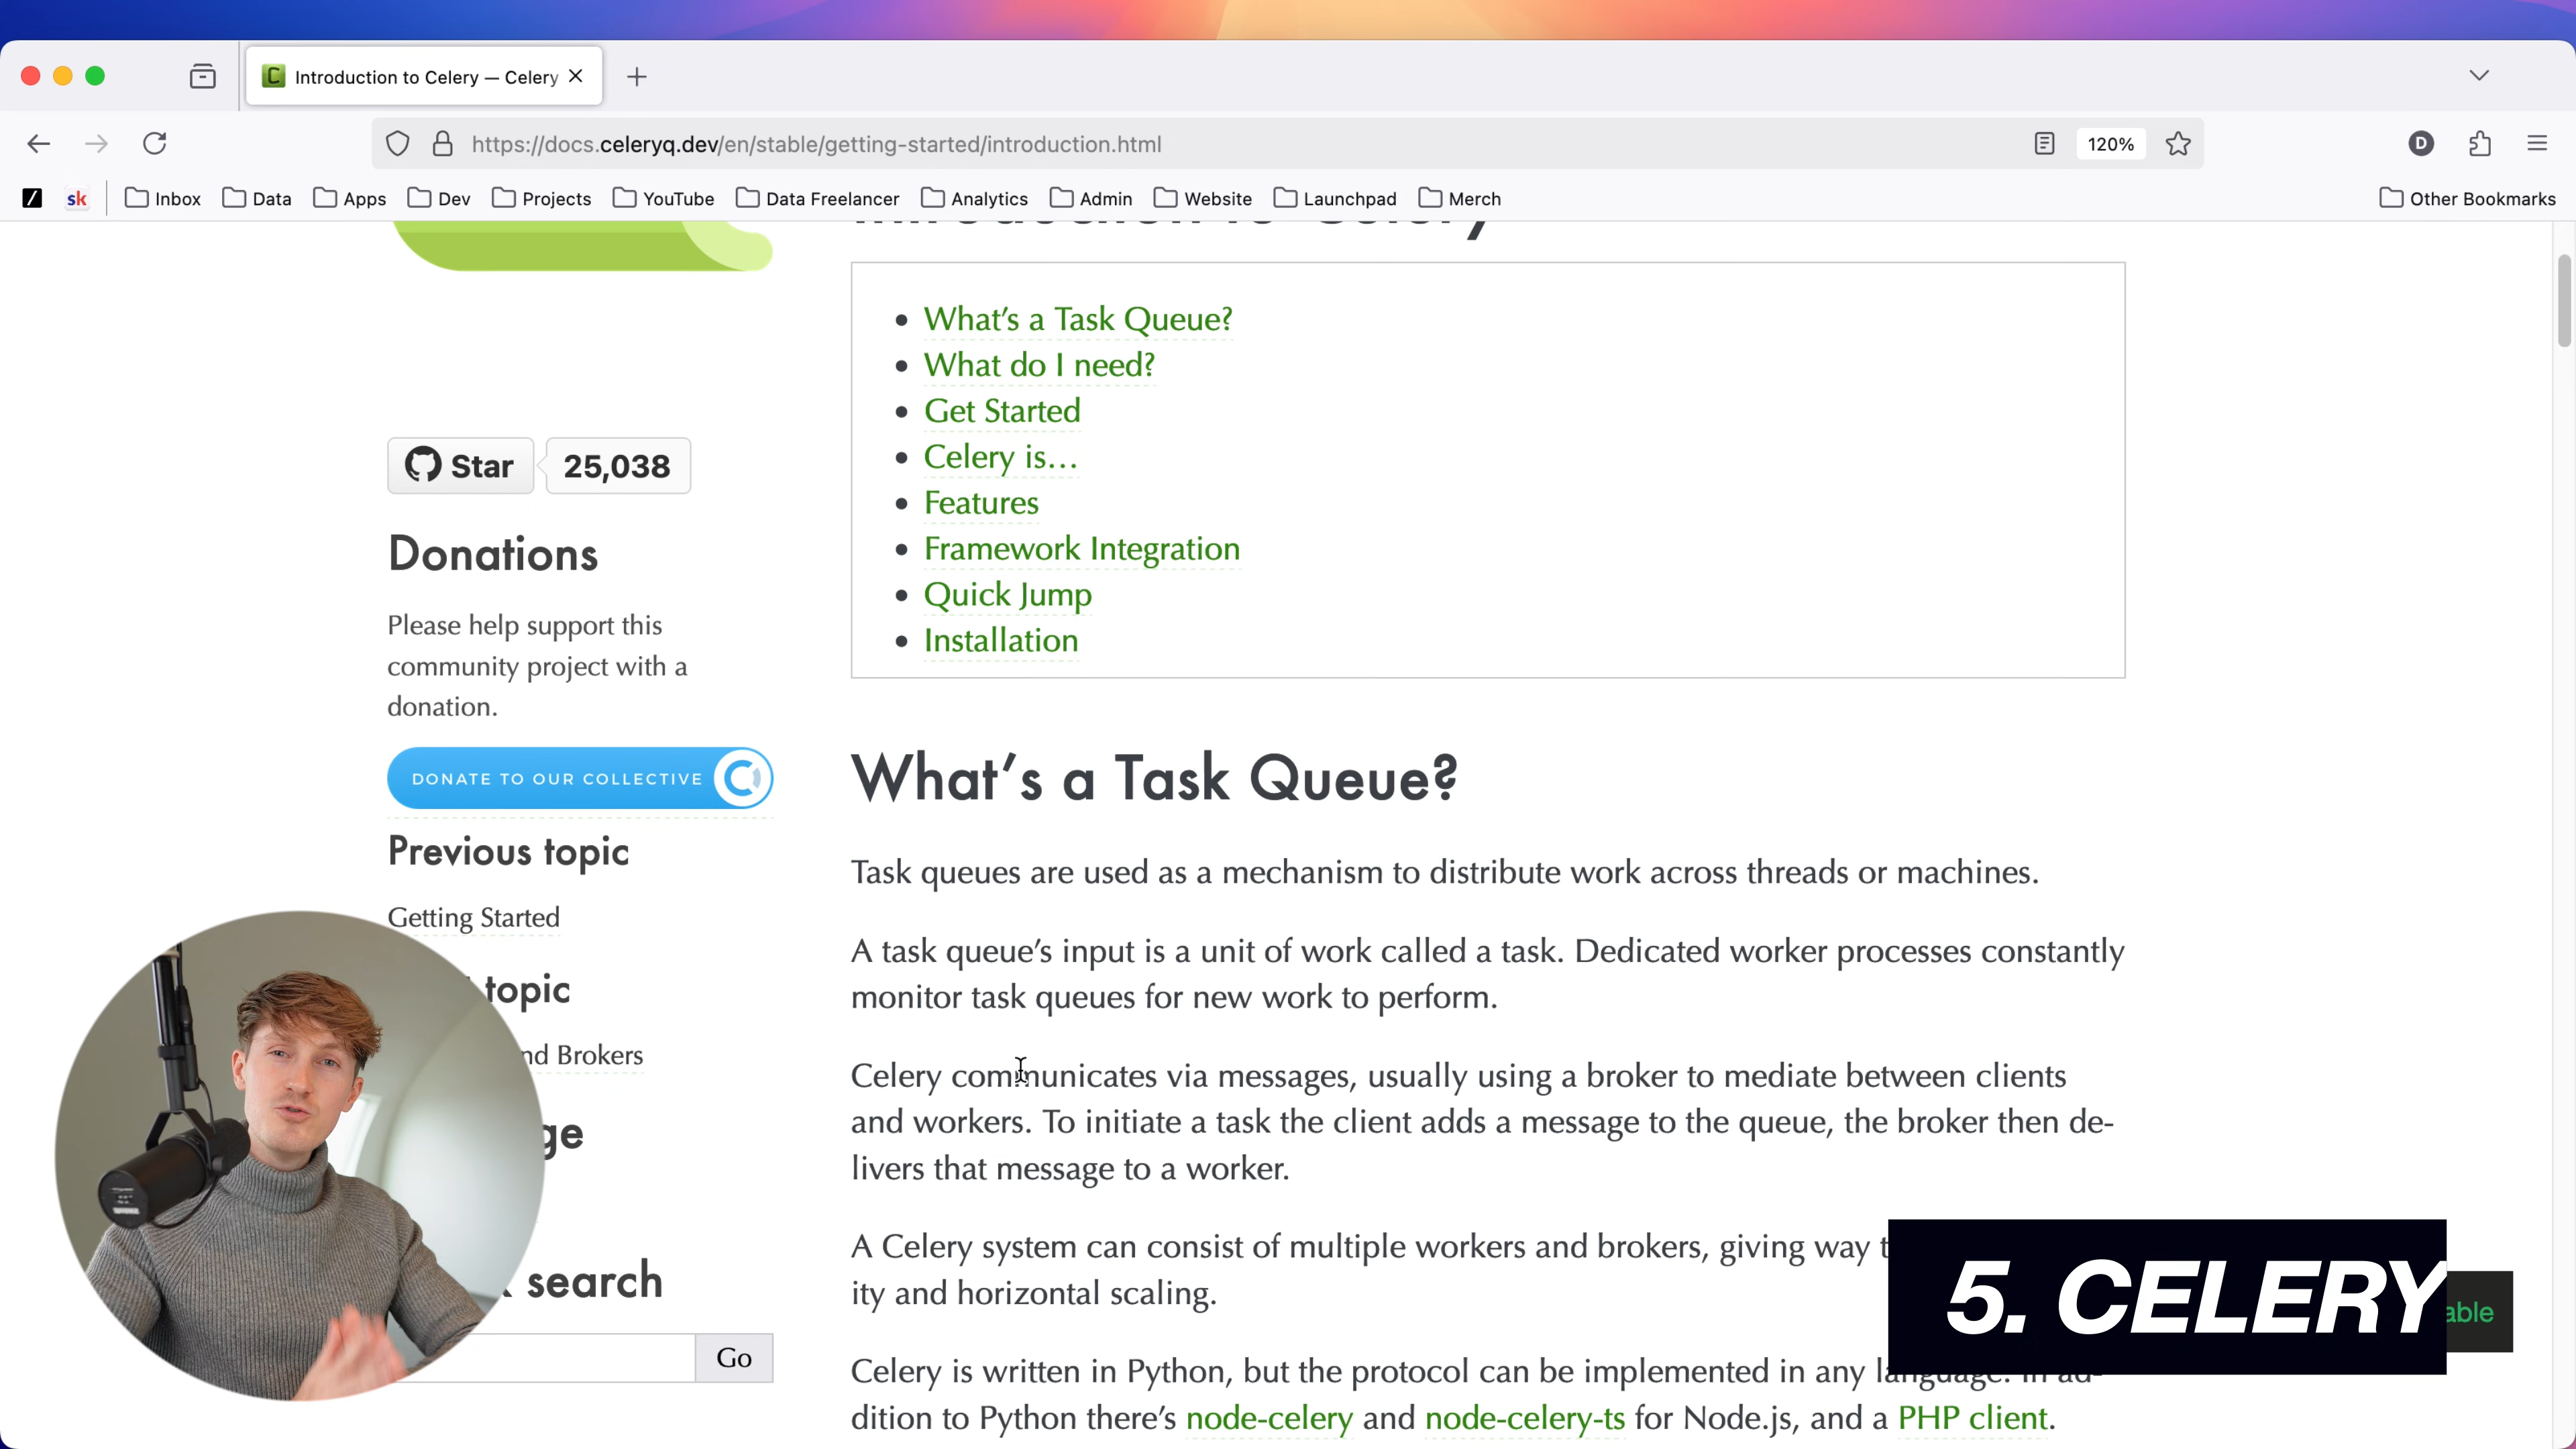 Introduction to Celery — Celery
https://docs.celeryq.dev/en/stable/getting-started/introduction.html
120%
D
sk
Inbox
Data
Apps
Dev
Projects
YouTube
Data Freelancer
Analytics
Admin
Website
Launchpad
Merch
Other Bookmarks
Introduction to Celery
What's a Task Queue?
What do I need?
Get Started
Celery is…
Features
Framework Integration
Quick Jump
Installation
Star
25,038
Donations
Please help support this
community project with a
donation.
DONATE TO OUR COLLECTIVE
Previous topic
Getting Started
topic
nd Brokers
ge
search
Go
What's a Task Queue?
Task queues are used as a mechanism to distribute work across threads or machines.
A task queue's input is a unit of work called a task. Dedicated worker processes constantly
monitor task queues for new work to perform.
Celery communicates via messages, usually using a broker to mediate between clients
and workers. To initiate a task the client adds a message to the queue, the broker then de-
livers that message to a worker.
A Celery system can consist of multiple workers and brokers, giving way t
ity and horizontal scaling.
Celery is written in Python, but the protocol can be implemented in any language. In ad-
dition to Python there's node-celery and node-celery-ts for Node.js, and a PHP client.
5. CELERY
able